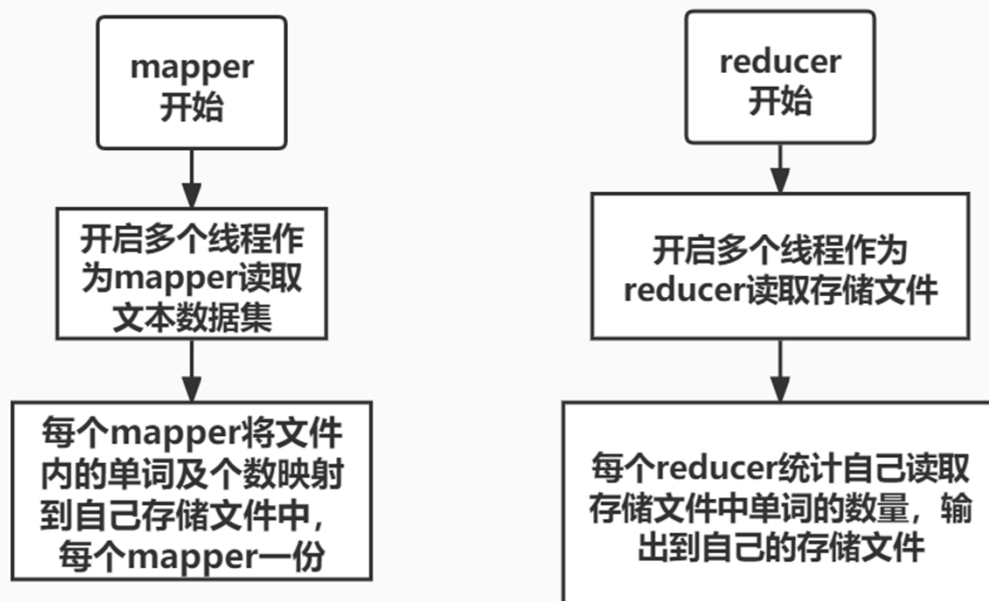 mapper
开始
开启多个线程作
为mapper读取
文本数据集
每个mapper将文件
内的单词及个数映射
到自己存储文件中，
每个mapper一份
reducer
开始
开启多个线程作为
reducer读取存储文件
每个reducer统计自己读取
存储文件中单词的数量，输
出到自己的存储文件